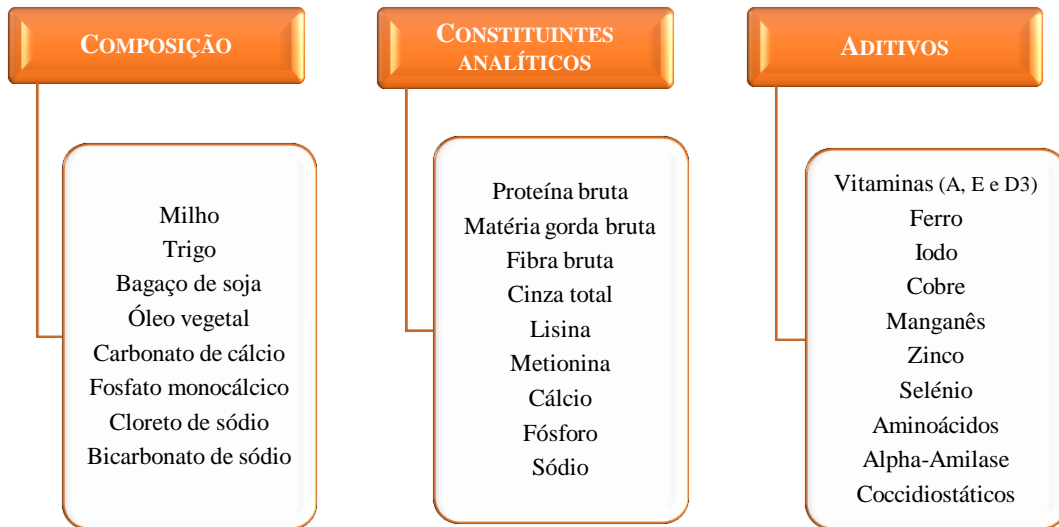 COMPOSIÇÃO
Milho
Trigo
Bagaço de soja
Óleo vegetal
Carbonato de cálcio
Fosfato monocálcico
Cloreto de sódio
Bicarbonato de sódio
CONSTITUINTES
ANALÍTICOS
Proteína bruta
Matéria gorda bruta
Fibra bruta
Cinza total
Lisina
Metionina
Cálcio
Fósforo
Sódio
ADITIVOS
Vitaminas (A, E e D3)
Ferro
Iodo
Cobre
Manganês
Zinco
Selénio
Aminoácidos
Alpha-Amilase
Coccidiostáticos